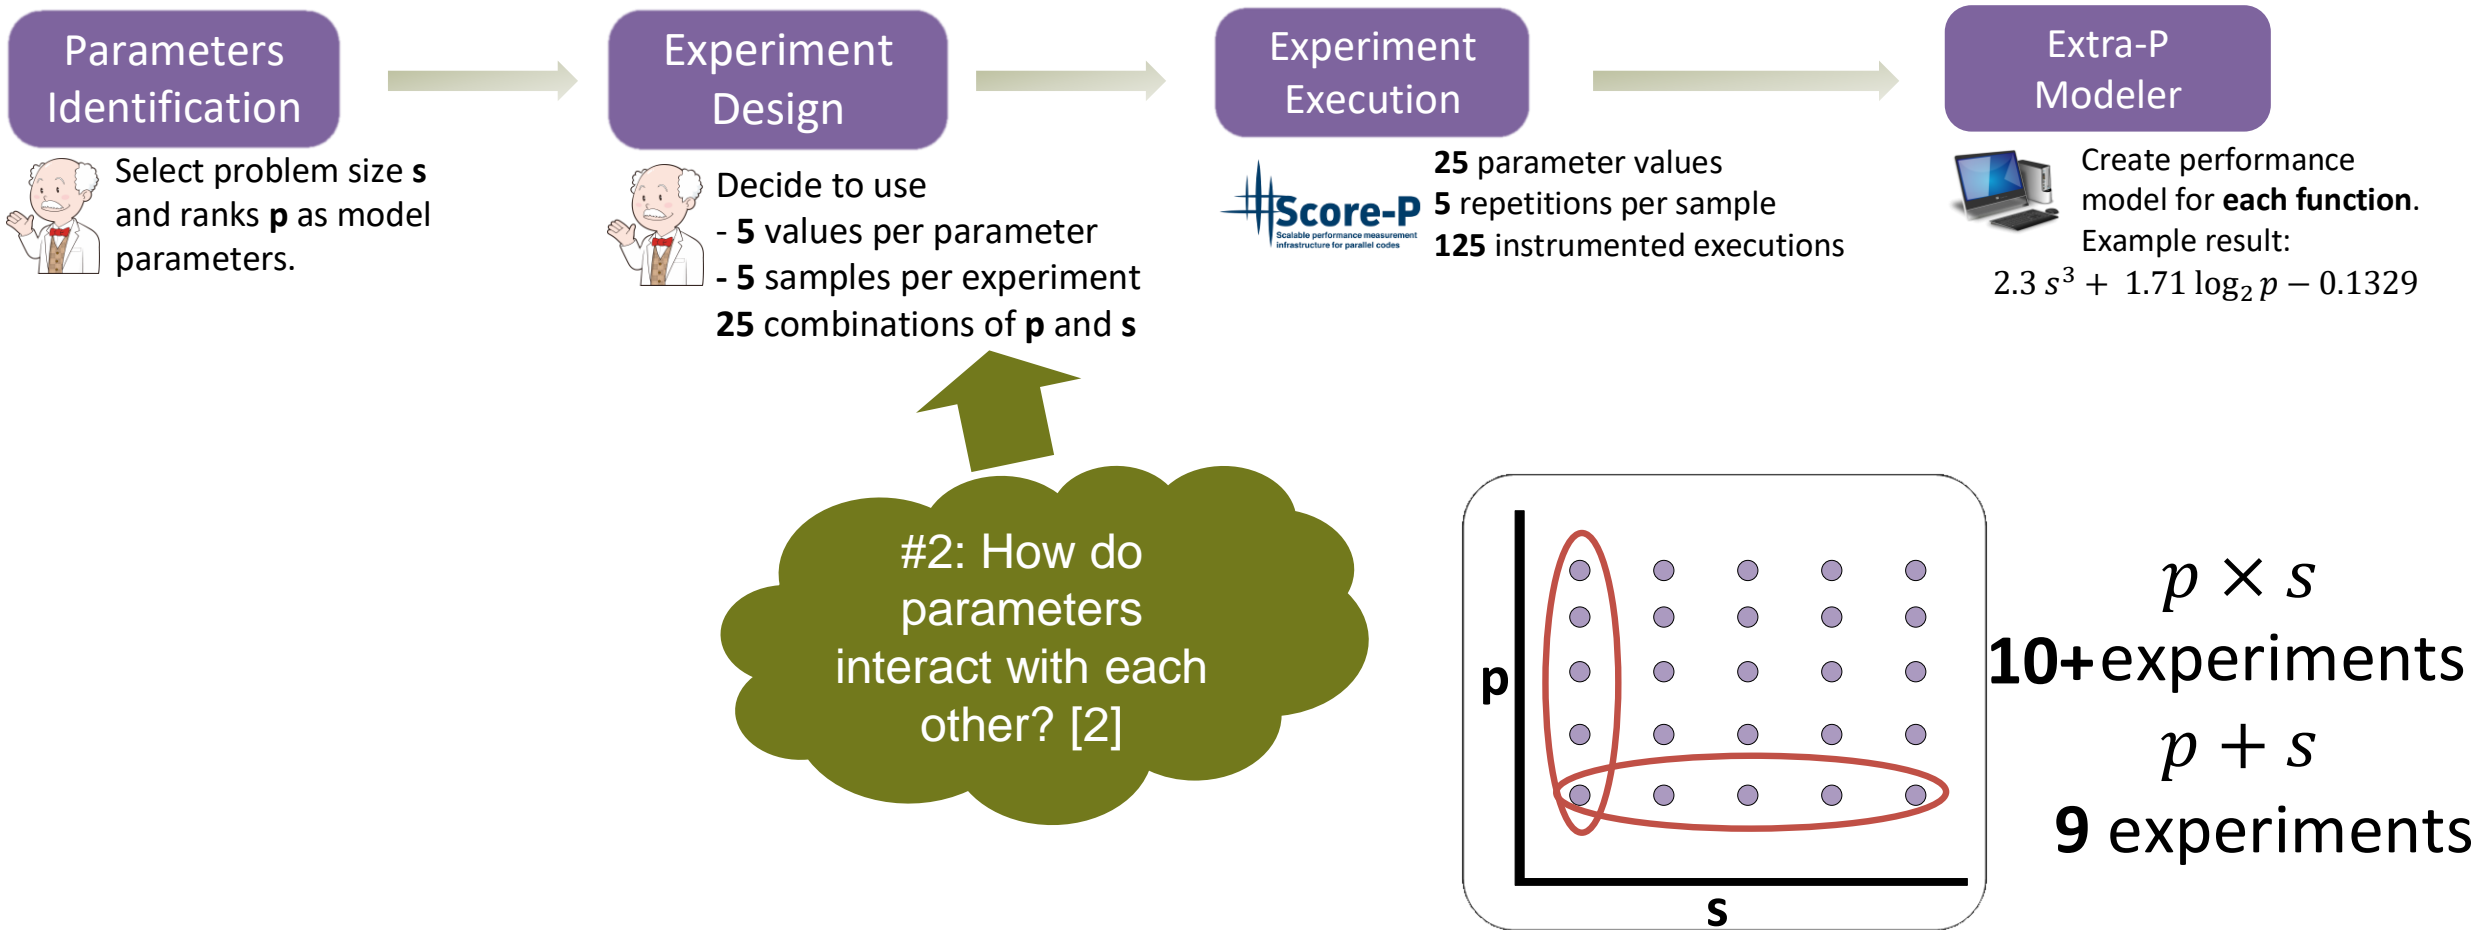 Parameters
Identification
Select problem size s
and ranks p as model
parameters.
Experiment
Design
Decide to use
- 5 values per parameter
- 5 samples per experiment
25 combinations of p and s
Experiment
Execution
Score-P
Scalable performance measurement
infrastructure for parallel codes
25 parameter values
5 repetitions per sample
125 instrumented executions
Extra-P
Modeler
Create performance
model for each function.
Example result:
2.3 s³ + 1.71 log₂ p − 0.1329
#2: How do
parameters
interact with each
other? [2]
p
s
p × s
10+experiments
p + s
9 experiments